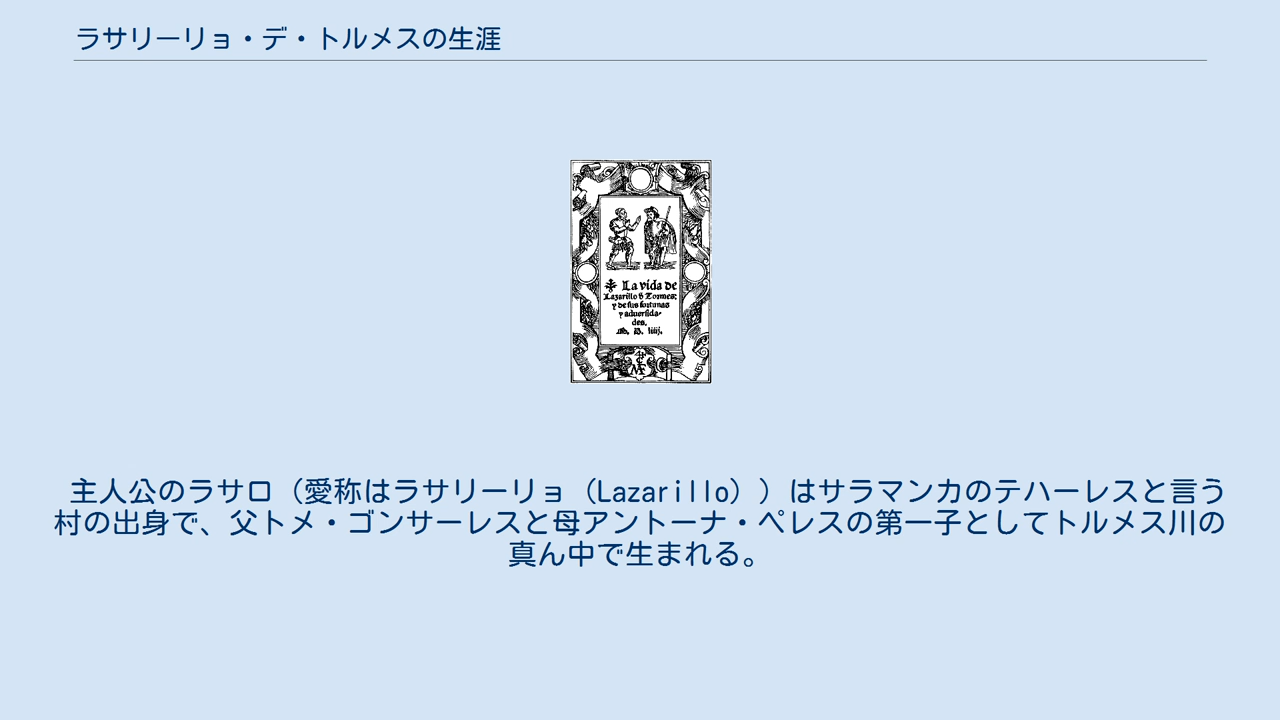 ラサリーリョ・デ・トルメスの生涯
La vida de
Lazarillo
Tormes:
y de sus fortunas
y aduersida-
des.
主人公のラサロ（愛称はラサリーリョ（Lazarillo））はサラマンカのテハーレスと言う
村の出身で、父トメ・ゴンサーレスと母アントーナ・ペレスの第一子としてトルメス川の
真ん中で生まれる。